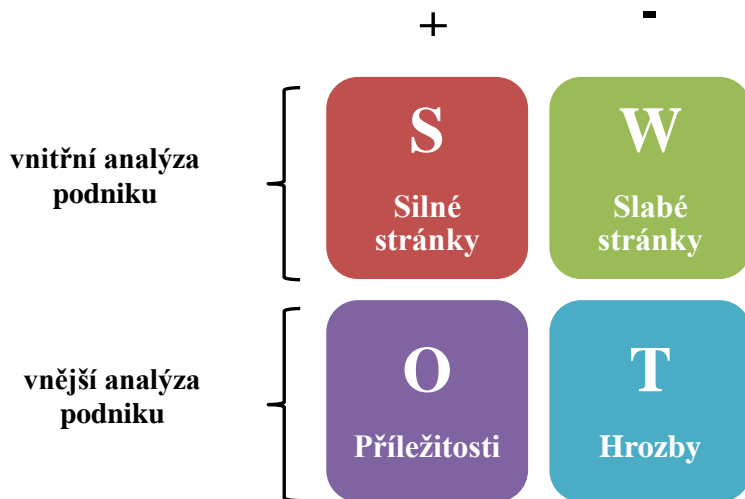 + -
S W
vnitřní analýza
podniku
Silné
stránky
Slabé
stránky
O T
vnější analýza
podniku
Příležitosti
Hrozby